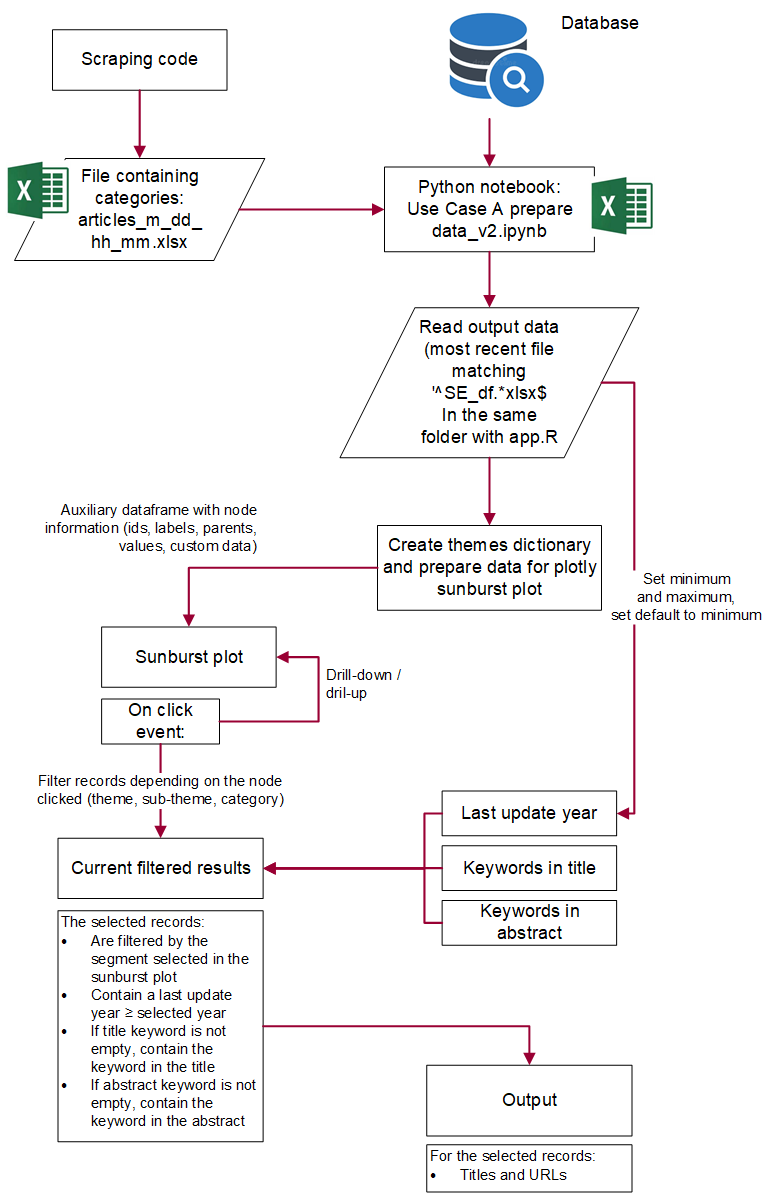 Database
Scraping code
File containing
categories:
articles_m_dd_
hh_mm.xlsx
X
Python notebook:
Use Case A prepare
data_v2.ipynb
X
Read output data
(most recent file
matching
'^SE_df.*xlsx$
In the same
folder with app.R
Auxiliary dataframe with node
information (ids, labels, parents,
values, custom data)
Create themes dictionary
and prepare data for plotly
sunburst plot
Set minimum
and maximum,
set default to minimum
Sunburst plot
Drill-down /
dril-up
On click
event:
Filter records depending on the node
clicked (theme, sub-theme, category)
Last update year
Current filtered results
Keywords in title
Keywords in
abstract
The selected records:
• Are filtered by the
segment selected in the
sunburst plot
• Contain a last update
year ≥ selected year
• If title keyword is not
empty, contain the
keyword in the title
• If abstract keyword is not
empty, contain the
keyword in the abstract
Output
For the selected records:
• Titles and URLs